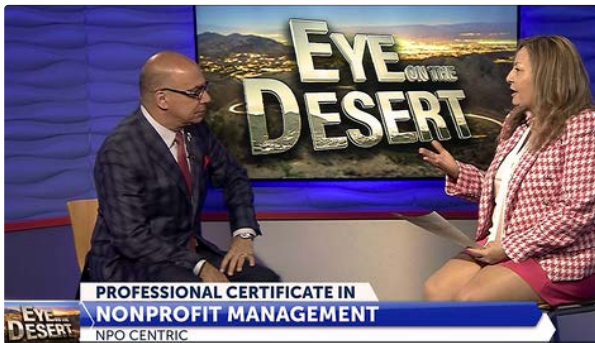 EYE ON THE
DESERT
PROFESSIONAL CERTIFICATE IN
NONPROFIT MANAGEMENT
NPO CENTRIC
EYE ON THE
DESERT